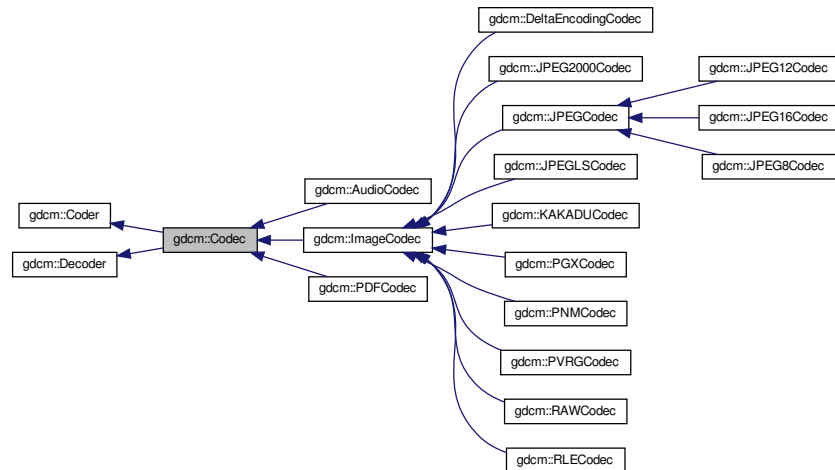 gdcm::DeltaEncodingCodec
gdcm::JPEG2000Codec
gdcm::JPEG12Codec
gdcm::JPEGCodec
gdcm::JPEG16Codec
gdcm::JPEGLSCodec
gdcm::JPEG8Codec
gdcm::AudioCodec
gdcm::Coder
gdcm::KAKADUCodec
gdcm::Codec
gdcm::ImageCodec
gdcm::Decoder
gdcm::PGXCodec
gdcm::PDFCodec
gdcm::PNMCodec
gdcm::PVRGCodec
gdcm::RAWCodec
gdcm::RLECodec